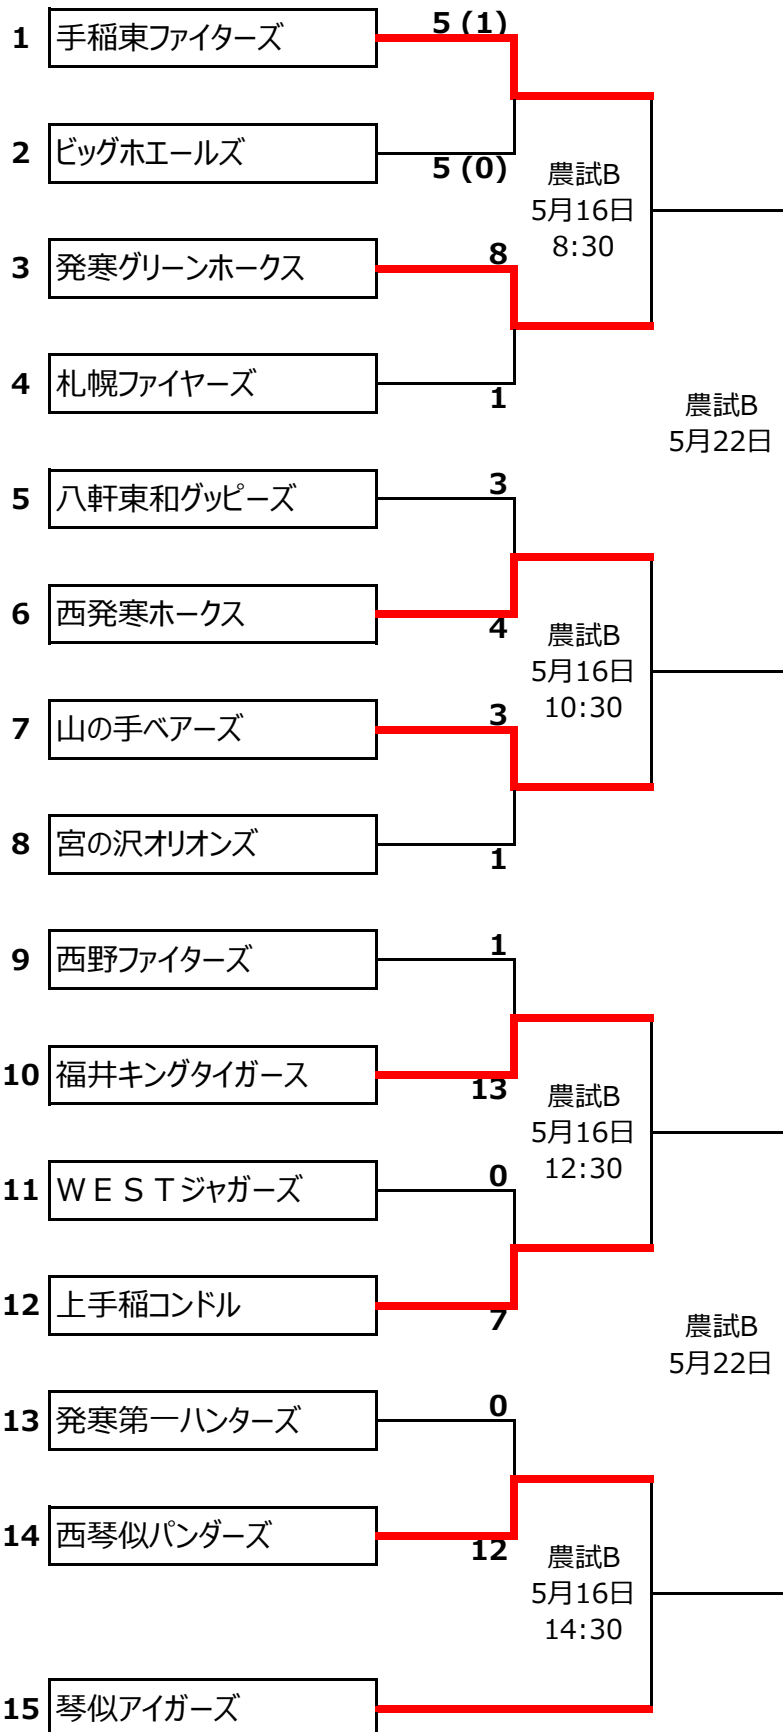 1 手稲東ファイターズ 5 (1)
2 ビッグホエールズ 5 (0)
農試B
5月16日
8:30
3 発寒グリーンホークス 8
4 札幌ファイヤーズ 1
農試B
5月22日
5 八軒東和グッピーズ 3
6 西発寒ホークス 4
農試B
5月16日
10:30
7 山の手ベアーズ 3
8 宮の沢オリオンズ 1
9 西野ファイターズ 1
10 福井キングタイガース 13
農試B
5月16日
12:30
11 ＷＥＳＴジャガーズ 0
12 上手稲コンドル 7
農試B
5月22日
13 発寒第一ハンターズ 0
14 西琴似パンダーズ 12
農試B
5月16日
14:30
15 琴似アイガーズ